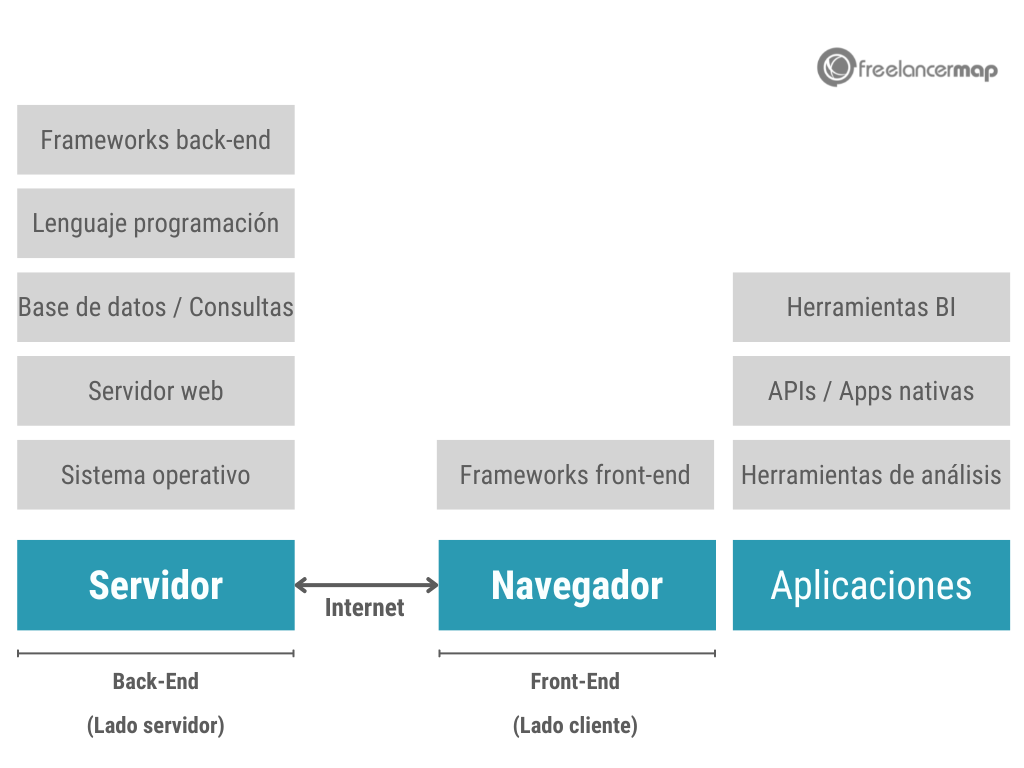 freelancermap
Frameworks back-end
Lenguaje programación
Base de datos / Consultas
Servidor web
Sistema operativo
Servidor
Back-End
(Lado servidor)
Internet
Frameworks front-end
Navegador
Front-End
(Lado cliente)
Herramientas BI
APIs / Apps nativas
Herramientas de análisis
Aplicaciones